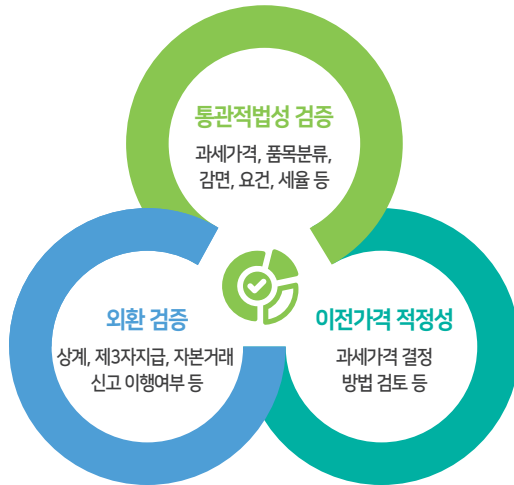 통관적법성 검증
과세가격, 품목분류,
감면, 요건, 세율 등
외환 검증
상계, 제3자지급, 자본거래
신고 이행여부 등
이전가격 적정성
과세가격 결정
방법 검토 등